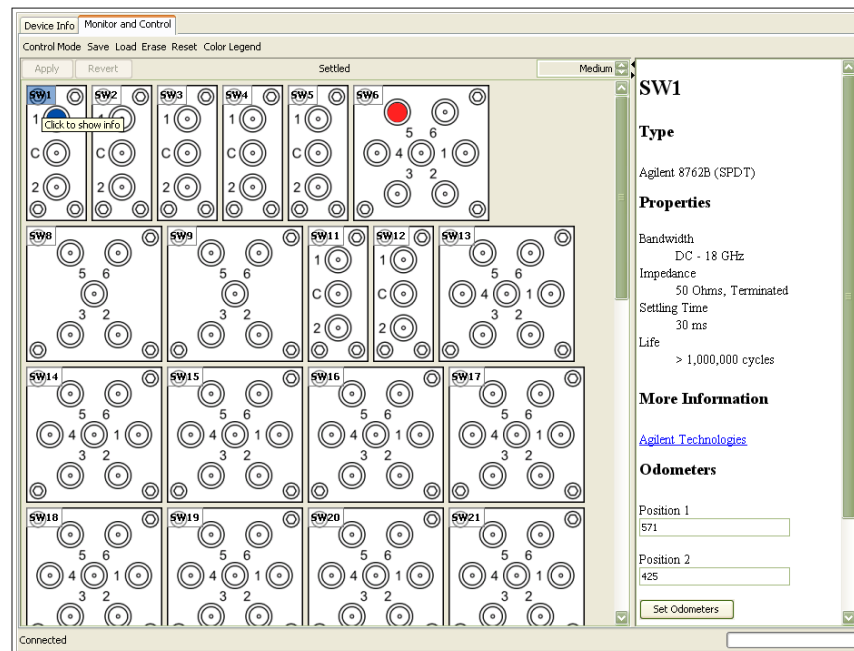 Device Info Monitor and Control
Control Mode Save Load Erase Reset Color Legend
Apply Revert Settled Medium
SW1 SW2 SW3 SW4 SW5 SW6
1 1 1 1 1
Click to show info
5 6
C C C C C 4 1
3 2
2 2 2 2 2
SW8 SW9 SW11 SW12 SW13
1 1
5 6 5 6 5 6
C C 4 1
3 2 3 2 3 2
2 2
SW14 SW15 SW16 SW17
5 6 5 6 5 6 5 6
4 1 4 1 4 1 4 1
3 2 3 2 3 2 3 2
SW18 SW19 SW20 SW21
5 6 5 6 5 6 5 6
4 1 4 1 4 1 4 1
3 2 3 2 3 2 3 2
SW1
Type
Agilent 8762B (SPDT)
Properties
Bandwidth
DC - 18 GHz
Impedance
50 Ohms, Terminated
Settling Time
30 ms
Life
> 1,000,000 cycles
More Information
Agilent Technologies
Odometers
Position 1
571
Position 2
425
Set Odometers
Connected